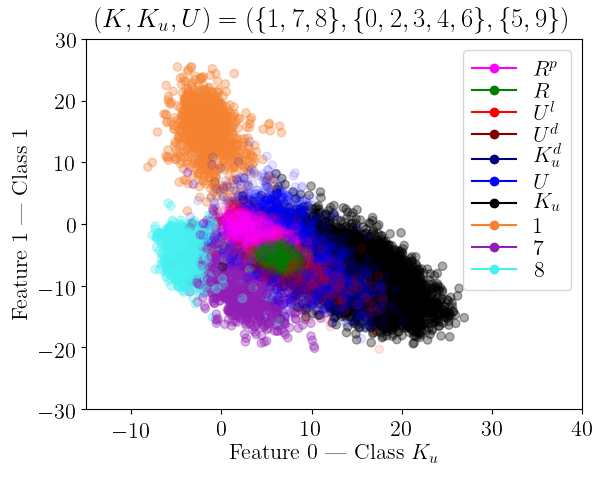 (K, K_u, U) = ({1, 7, 8}, {0, 2, 3, 4, 6}, {5, 9})
30
20
10
0
−10
−20
−30
Feature 1 — Class 1
R^p
R
U^l
U^d
K_u^d
U
K_u
1
7
8
−10 0 10 20 30 40
Feature 0 — Class K_u